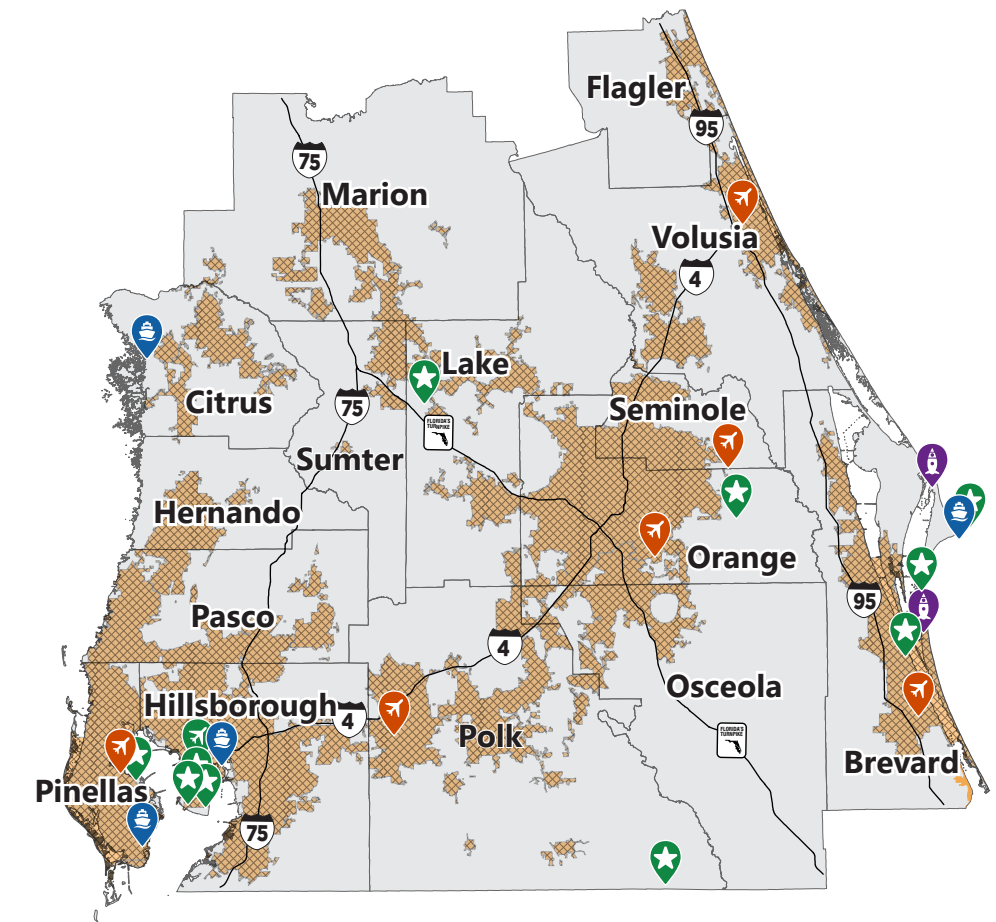 Flagler
95
75
Marion
Volusia
4
Lake
Citrus
75
Seminole
FLORIDA'S
TURNPIKE
Sumter
Hernando
Orange
95
Pasco
4
Osceola
Hillsborough
4
Polk
FLORIDA'S
TURNPIKE
Brevard
Pinellas
75